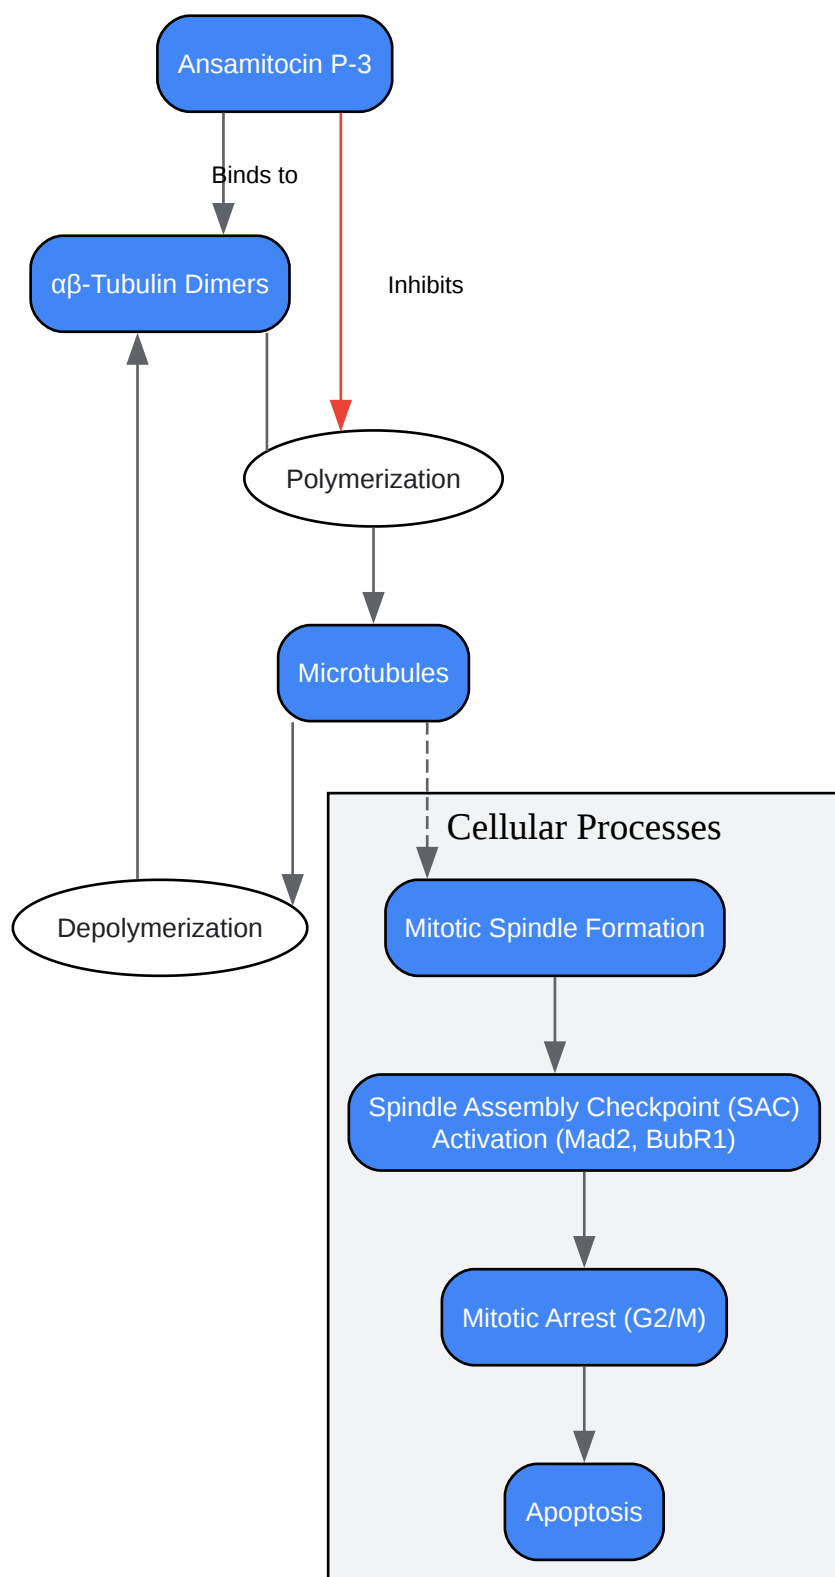 Ansamitocin P-3
Binds to
αβ-Tubulin Dimers
Inhibits
Polymerization
Microtubules
Cellular Processes
Depolymerization
Mitotic Spindle Formation
Spindle Assembly Checkpoint (SAC)
Activation (Mad2, BubR1)
Mitotic Arrest (G2/M)
Apoptosis